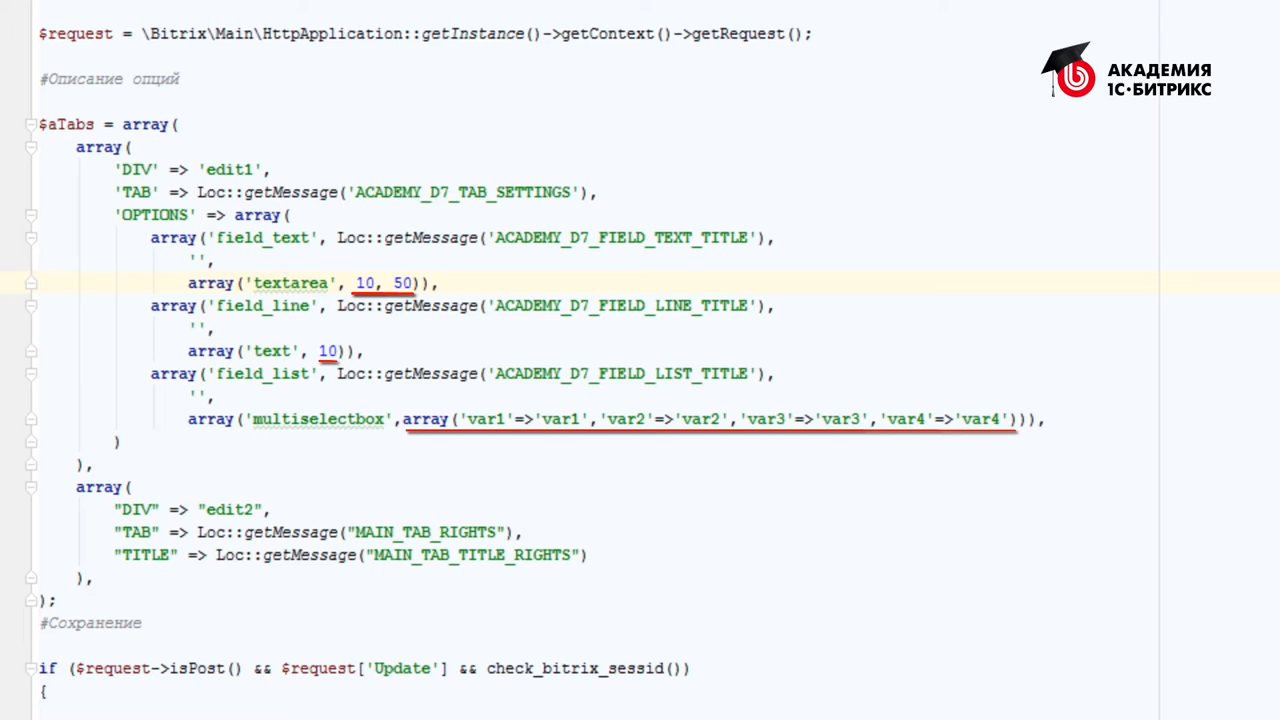 $request = \Bitrix\Main\HttpApplication::getInstance()->getContext()->getRequest();
АКАДЕМИЯ
1С·БИТРИКС
#Описание опций
$aTabs = array(
array(
'DIV' => 'edit1',
'TAB' => Loc::getMessage('ACADEMY_D7_TAB_SETTINGS'),
'OPTIONS' => array(
array('field_text', Loc::getMessage('ACADEMY_D7_FIELD_TEXT_TITLE'),
'',
array('textarea', 10, 50)),
array('field_line', Loc::getMessage('ACADEMY_D7_FIELD_LINE_TITLE'),
'',
array('text', 10)),
array('field_list', Loc::getMessage('ACADEMY_D7_FIELD_LIST_TITLE'),
'',
array('multiselectbox',array('var1'=>'var1','var2'=>'var2','var3'=>'var3','var4'=>'var4'))),
)
),
array(
"DIV" => "edit2",
"TAB" => Loc::getMessage("MAIN_TAB_RIGHTS"),
"TITLE" => Loc::getMessage("MAIN_TAB_TITLE_RIGHTS")
),
);
#Сохранение
if ($request->isPost() && $request['Update'] && check_bitrix_sessid())
{